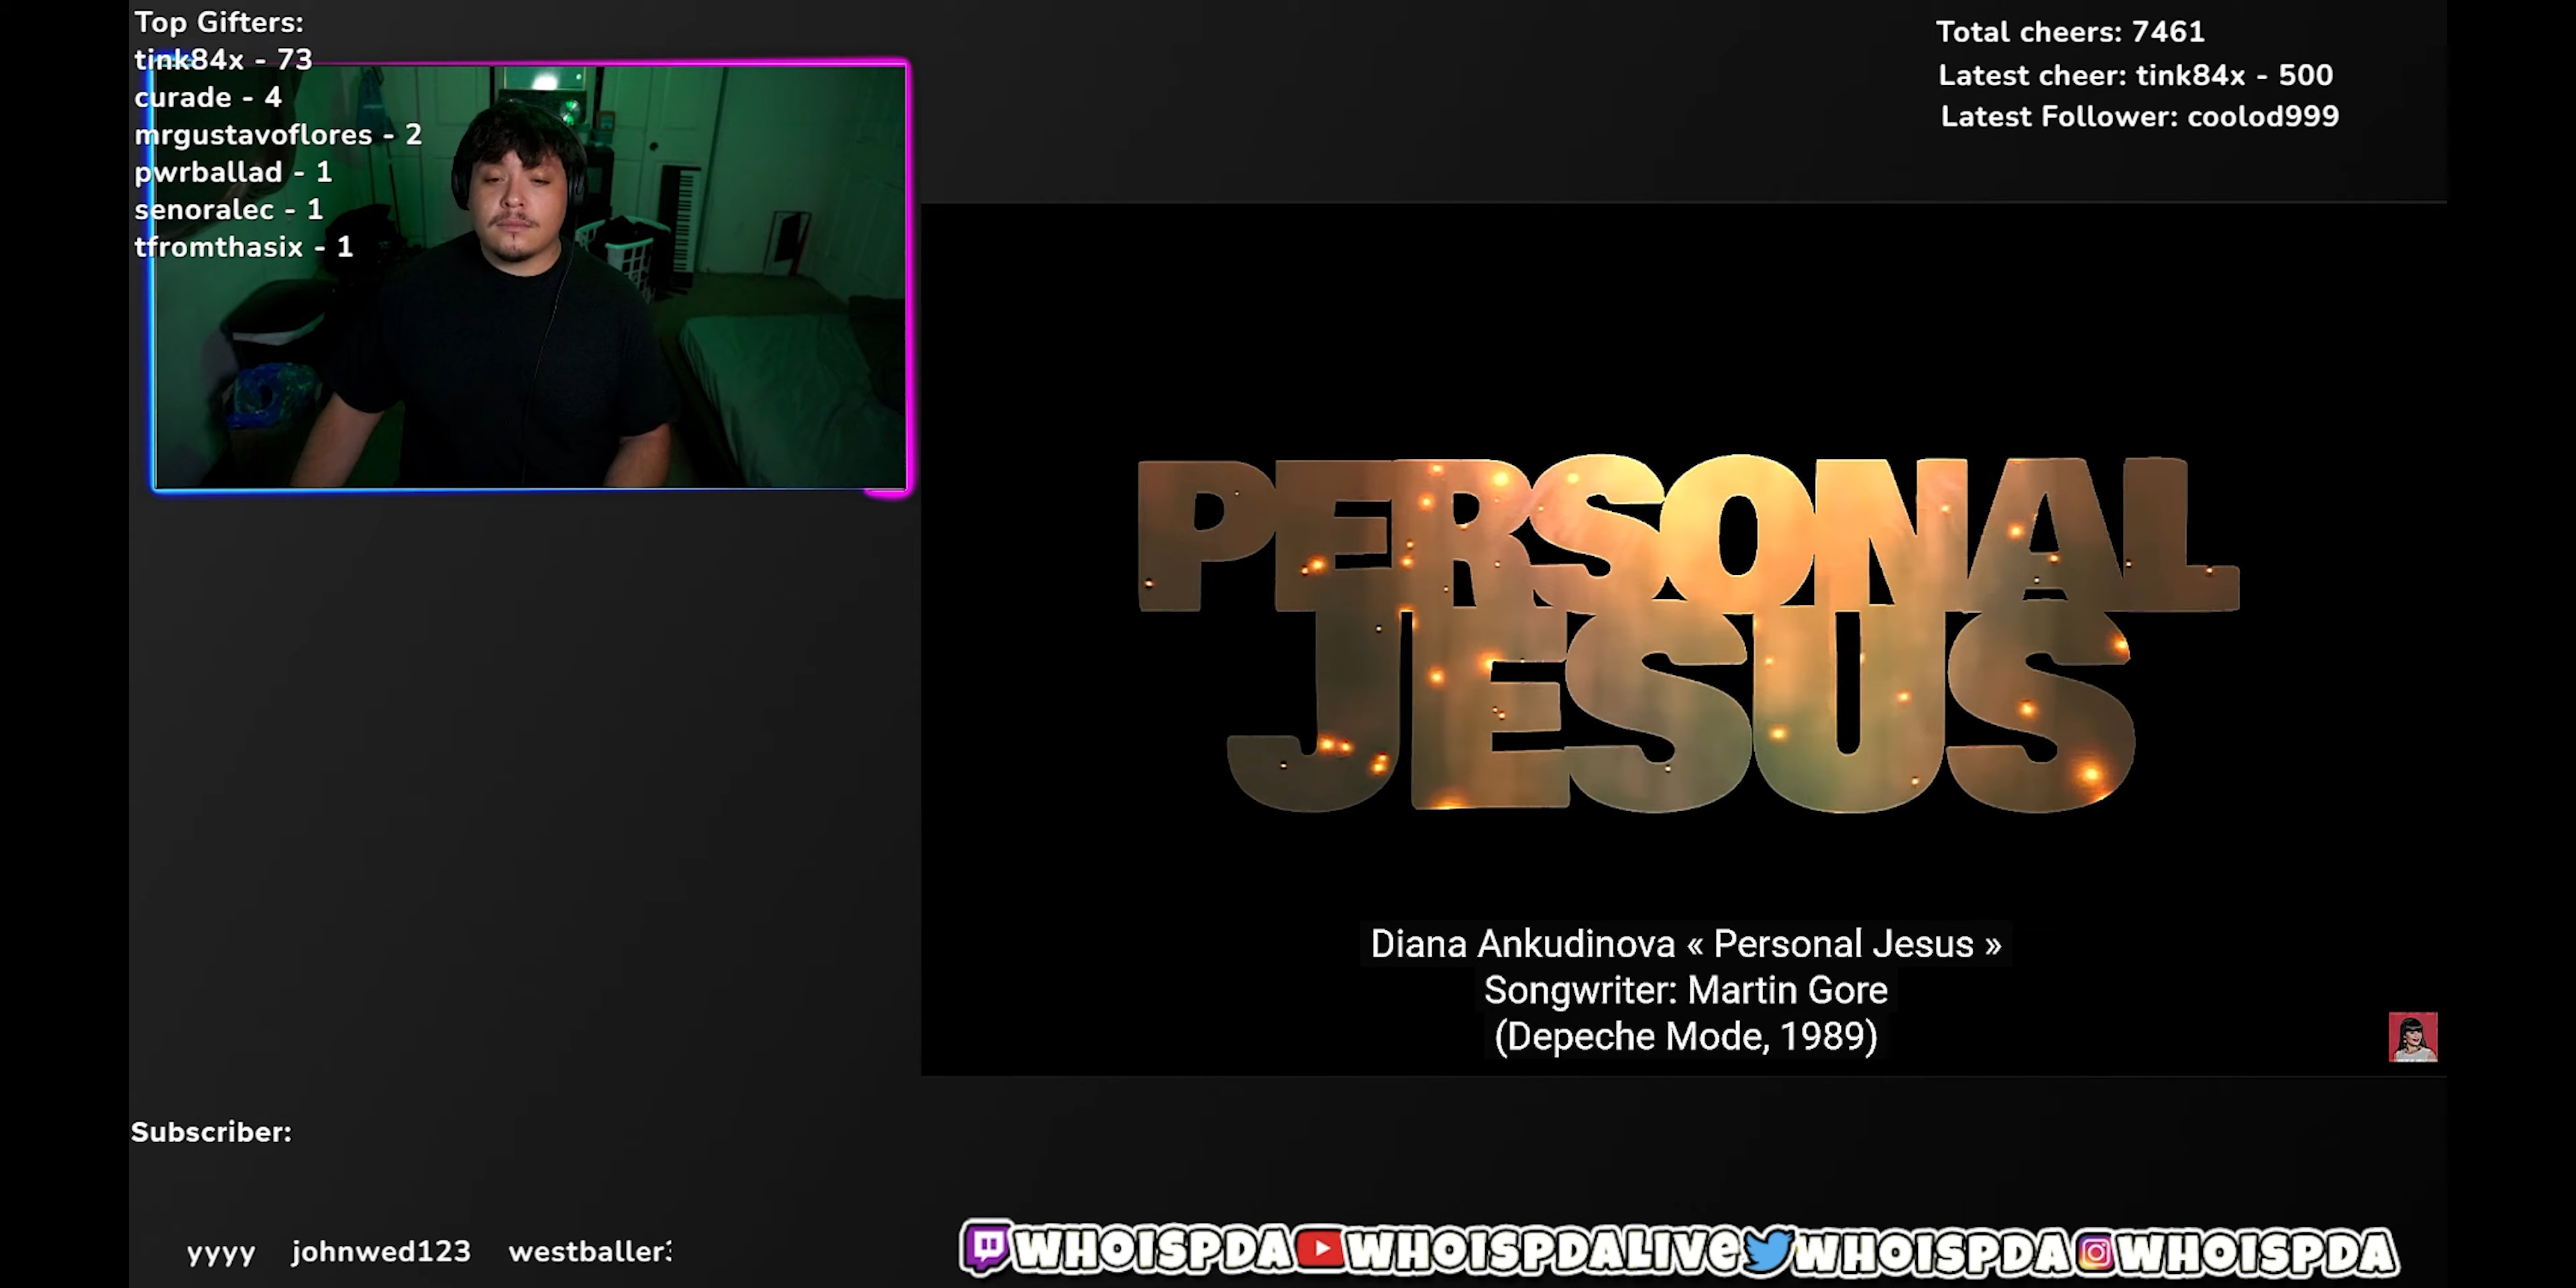 Top Gifters:
tink84x - 73
curade - 4
mrgustavoflores - 2
pwrballad - 1
senoralec - 1
tfromthasix - 1
Total cheers: 7461
Latest cheer: tink84x - 500
Latest Follower: coolod999
PERSONAL
JESUS
Diana Ankudinova « Personal Jesus »
Songwriter: Martin Gore
(Depeche Mode, 1989)
Subscriber:
yyyy johnwed123 westballer
WHOISPDA WHOISPDALIVE WHOISPDA WHOISPDA